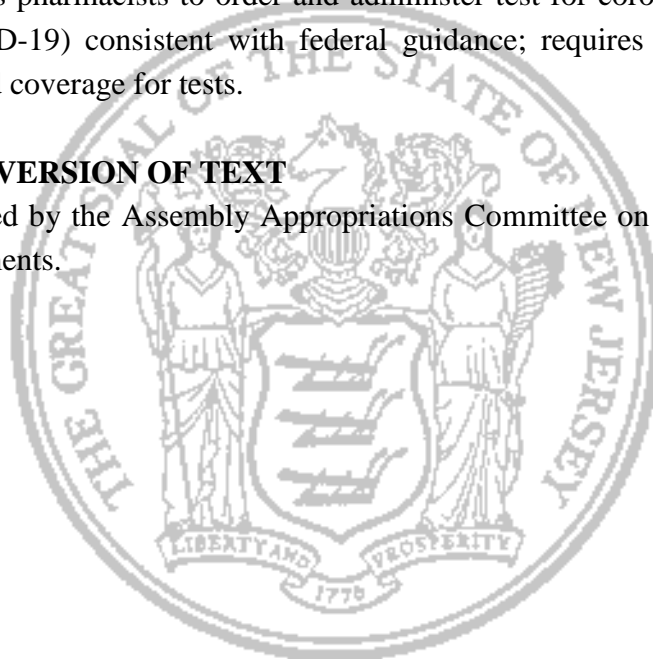 s pharmacists to order and administer test for coro
D-19) consistent with federal guidance; requires
coverage for tests.
VERSION OF TEXT
ed by the Assembly Appropriations Committee on
ents.
THE GREAT SEAL OF THE STATE OF NEW JERSEY
LIBERTY AND PROSPERITY
1776